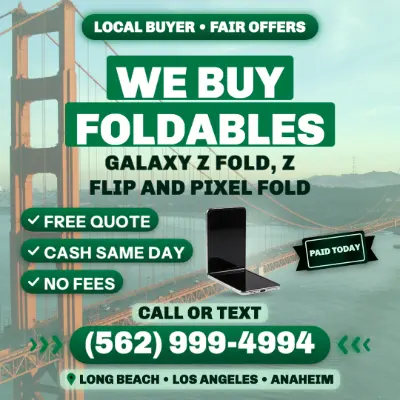 LOCAL BUYER • FAIR OFFERS
WE BUY
FOLDABLES
GALAXY Z FOLD, Z
FLIP AND PIXEL FOLD
✓ FREE QUOTE
✓ CASH SAME DAY
✓ NO FEES
PAID TODAY
CALL OR TEXT
(562) 999-4994
LONG BEACH • LOS ANGELES • ANAHEIM